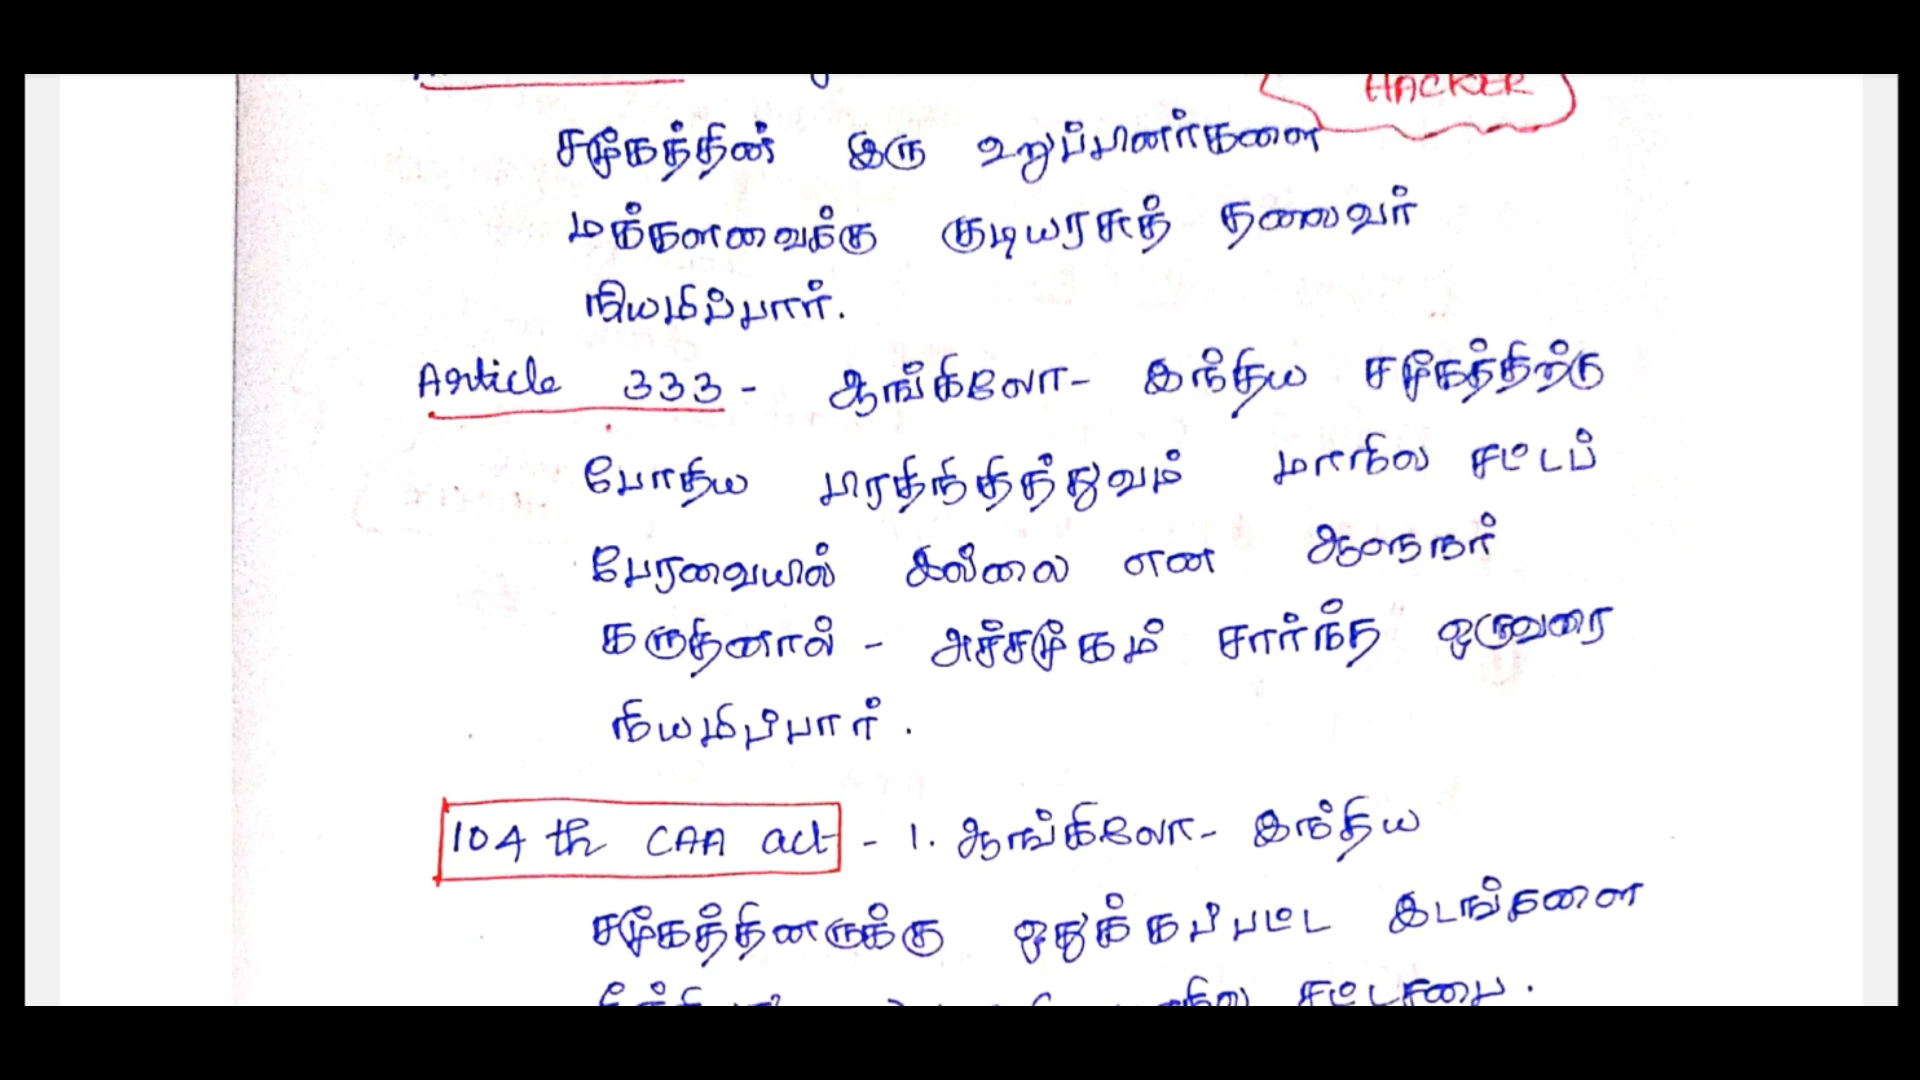 HACKER
சமூகத்தின் இரு உறுப்பினர்களை
மக்களவைக்கு குடியரசுத் தலைவர்
நியமிப்பார்.
Article 333 - ஆங்கிலோ - இந்திய சமூகத்திற்கு
போதிய பிரதிநிதித்துவம் மாநில சட்டப்
பேரவையில் இல்லை என ஆளுநர்
கருதினால் - அச்சமூகம் சார்ந்த ஒருவரை
நியமிப்பார்.
104 th CAA act - 1. ஆங்கிலோ - இந்திய
சமூகத்தினருக்கு ஒதுக்கப்பட்ட இடங்களை
சட்டசபை.